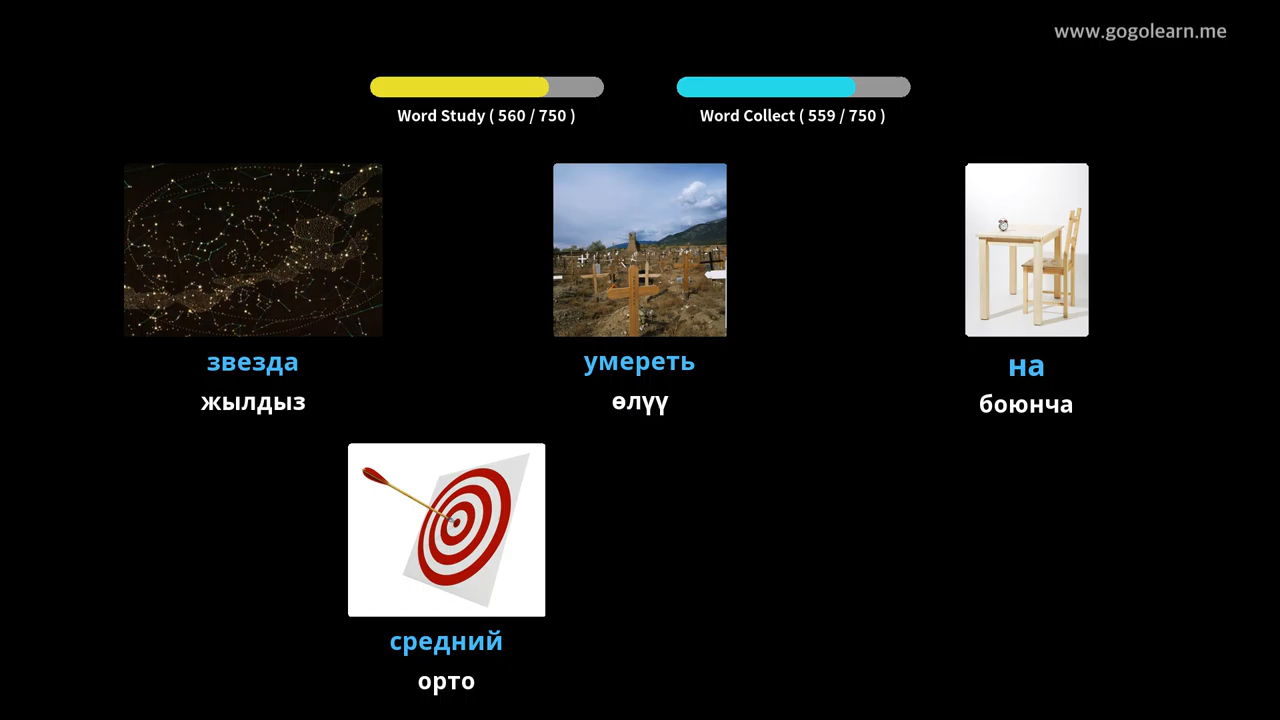 www.gogolearn.me
Word Study ( 560 / 750 )
Word Collect ( 559 / 750 )
звезда
жылдыз
умереть
өлүү
на
боюнча
средний
орто